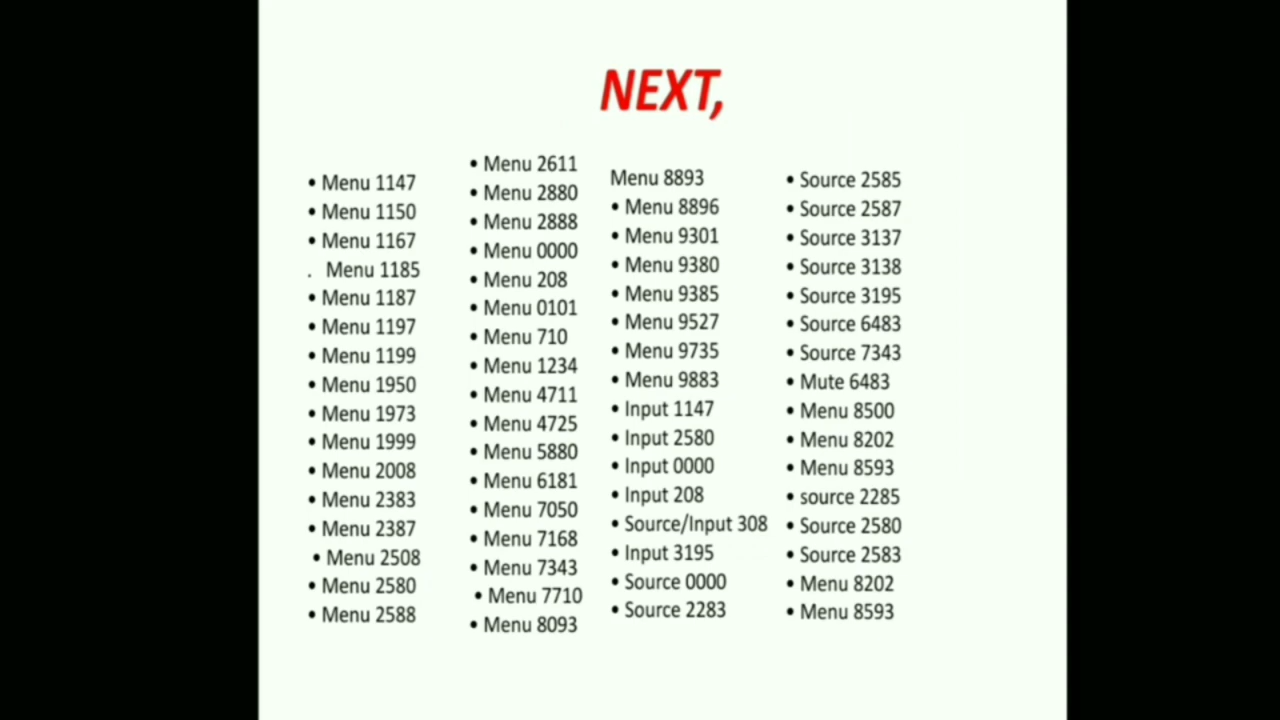 NEXT,
• Menu 1147
• Menu 1150
• Menu 1167
. Menu 1185
• Menu 1187
• Menu 1197
• Menu 1199
• Menu 1950
• Menu 1973
• Menu 1999
• Menu 2008
• Menu 2383
• Menu 2387
• Menu 2508
• Menu 2580
• Menu 2588
• Menu 2611
• Menu 2880
• Menu 2888
• Menu 0000
• Menu 208
• Menu 0101
• Menu 710
• Menu 1234
• Menu 4711
• Menu 4725
• Menu 5880
• Menu 6181
• Menu 7050
• Menu 7168
• Menu 7343
• Menu 7710
• Menu 8093
Menu 8893
• Menu 8896
• Menu 9301
• Menu 9380
• Menu 9385
• Menu 9527
• Menu 9735
• Menu 9883
• Input 1147
• Input 2580
• Input 0000
• Input 208
• Source/Input 308
• Input 3195
• Source 0000
• Source 2283
• Source 2585
• Source 2587
• Source 3137
• Source 3138
• Source 3195
• Source 6483
• Source 7343
• Mute 6483
• Menu 8500
• Menu 8202
• Menu 8593
• source 2285
• Source 2580
• Source 2583
• Menu 8202
• Menu 8593